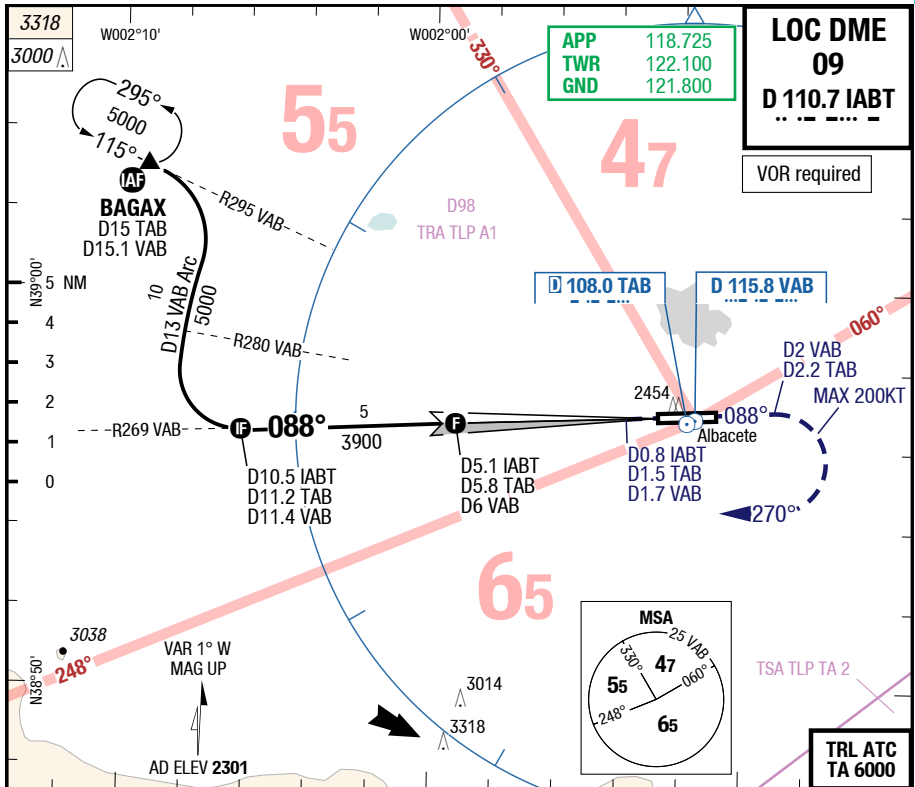 3318
3000
W002°10'
W002°00'
330°
APP 118.725
TWR 122.100
GND 121.800
LOC DME
09
D 110.7 IABT
VOR required
295°
5000
115°
IAF
BAGAX
D15 TAB
D15.1 VAB
R295 VAB
55
47
D98
TRA TLP A1
N39°00'
5 NM
4
3
2
1
0
10
D13 VAB Arc
5000
R280 VAB
R269 VAB
D 108.0 TAB
D 115.8 VAB
060°
D2 VAB
D2.2 TAB
MAX 200KT
2454
IF
088°
5
3900
F
088°
Albacete
D10.5 IABT
D11.2 TAB
D11.4 VAB
D5.1 IABT
D5.8 TAB
D6 VAB
D0.8 IABT
D1.5 TAB
D1.7 VAB
270°
65
3038
248°
N38°50'
VAR 1° W
MAG UP
AD ELEV 2301
3014
3318
MSA
25 VAB
330°
47
060°
55
248°
65
TSA TLP TA 2
TRL ATC
TA 6000